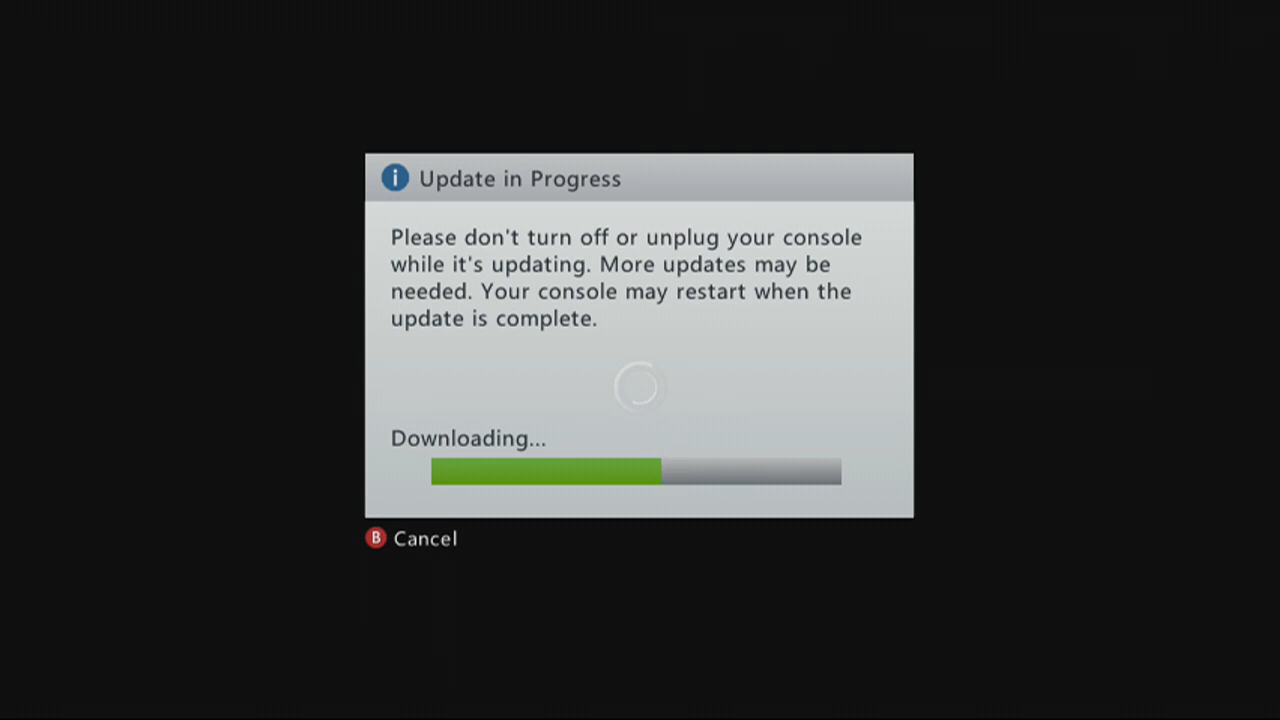 Update in Progress
Please don't turn off or unplug your console
while it's updating. More updates may be
needed. Your console may restart when the
update is complete.
Downloading...
B Cancel